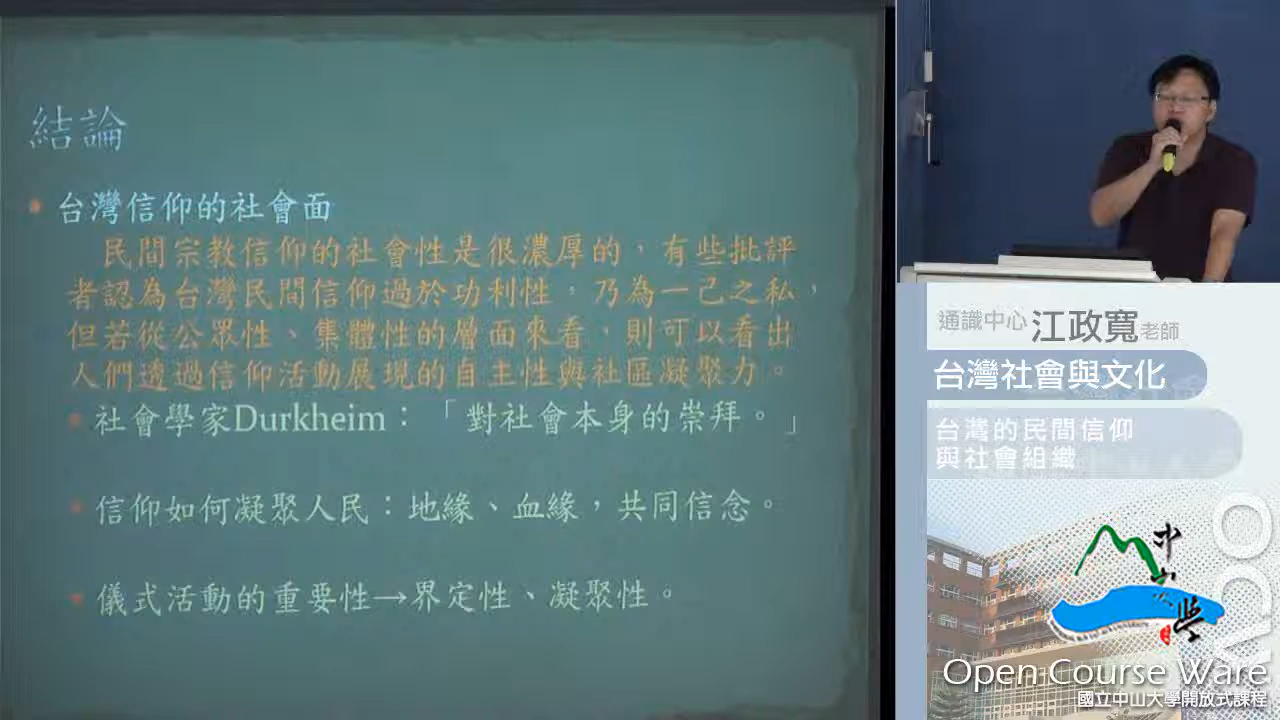 結論
台灣信仰的社會面
民間宗教信仰的社會性是很濃厚的，有些批評
者認為台灣民間信仰過於功利性，乃為一己之私，
但若從公眾性、集體性的層面來看，則可以看出
人們透過信仰活動展現的自主性與社區凝聚力。
社會學家Durkheim：「對社會本身的崇拜。」
信仰如何凝聚人民：地緣、血緣，共同信念。
儀式活動的重要性→界定性、凝聚性。
通識中心江政寬老師
台灣社會與文化
台灣的民間信仰
與社會組織
中山大學
Open Course Ware
國立中山大學開放式課程